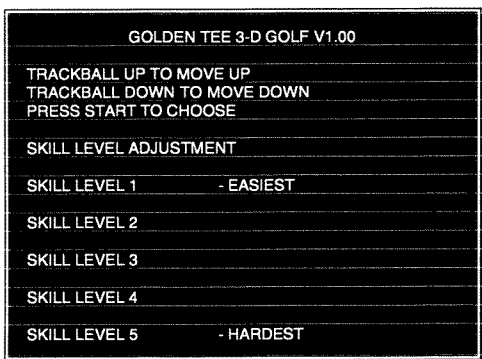 GOLDEN TEE 3-D GOLF V1.00
TRACKBALL UP TO MOVE UP
TRACKBALL DOWN TO MOVE DOWN
PRESS START TO CHOOSE
SKILL LEVEL ADJUSTMENT
SKILL LEVEL 1 - EASIEST
SKILL LEVEL 2
SKILL LEVEL 3
SKILL LEVEL 4
SKILL LEVEL 5 - HARDEST